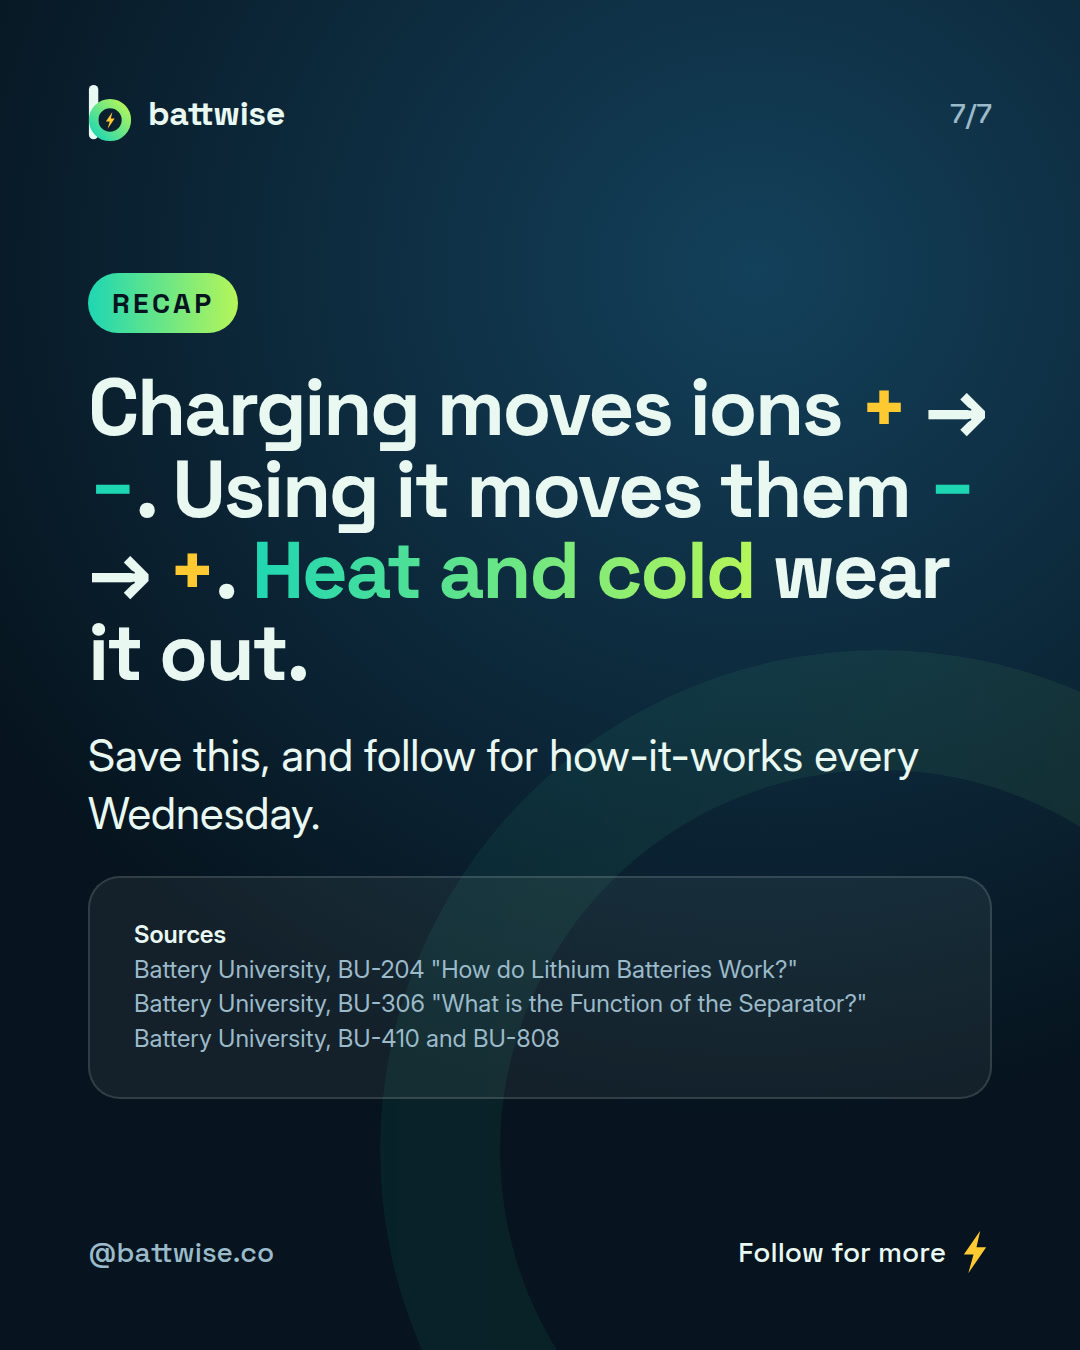 battwise
7/7
RECAP
Charging moves ions + →
−. Using it moves them −
→ +. Heat and cold wear
it out.
Save this, and follow for how-it-works every
Wednesday.
Sources
Battery University, BU-204 "How do Lithium Batteries Work?"
Battery University, BU-306 "What is the Function of the Separator?"
Battery University, BU-410 and BU-808
@battwise.co
Follow for more